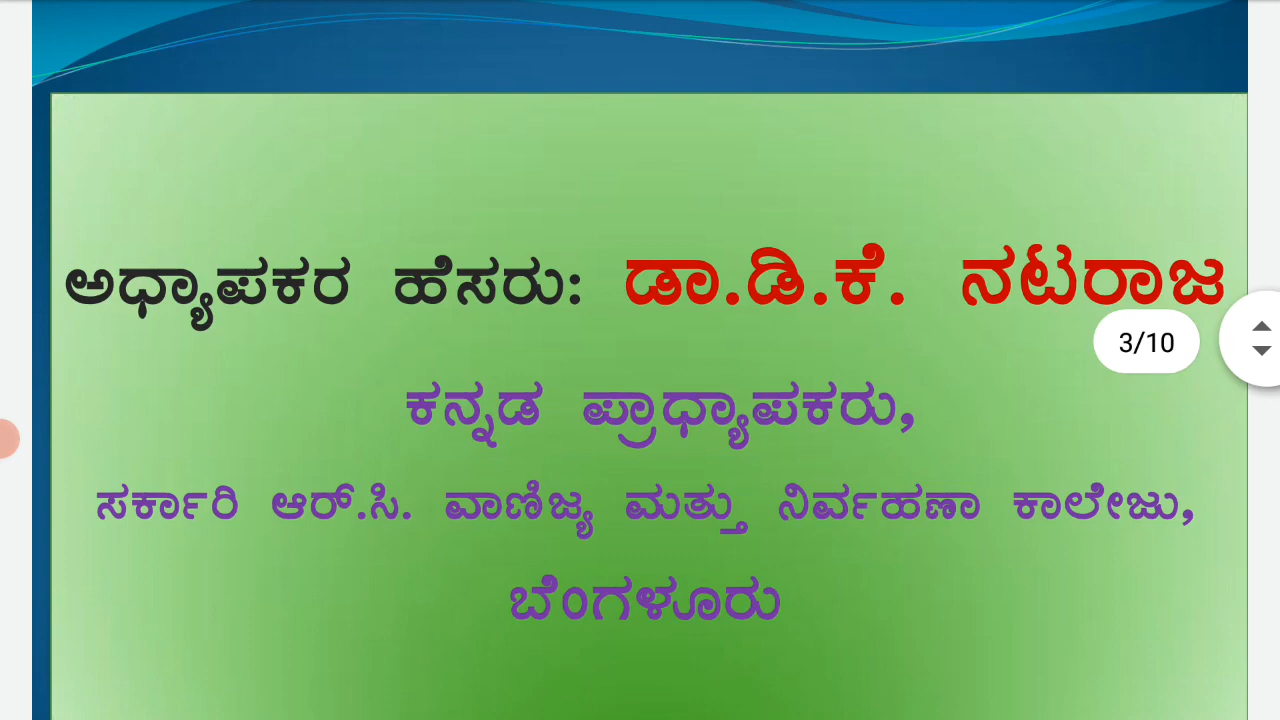 ಅಧ್ಯಾಪಕರ ಹೆಸರು: ಡಾ.ಡಿ.ಕೆ. ನಟರಾಜ
3/10
ಕನ್ನಡ ಪ್ರಾಧ್ಯಾಪಕರು,
ಸರ್ಕಾರಿ ಆರ್.ಸಿ. ವಾಣಿಜ್ಯ ಮತ್ತು ನಿರ್ವಹಣಾ ಕಾಲೇಜು,
ಬೆಂಗಳೂರು